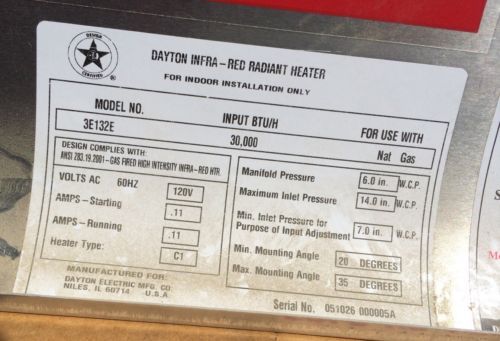 DESIGN
CERTIFIED
DAYTON INFRA-RED RADIANT HEATER
FOR INDOOR INSTALLATION ONLY
MODEL NO. INPUT BTU/H FOR USE WITH
3E132E 30,000 Nat Gas
DESIGN COMPLIES WITH:
ANSI Z83.19.2001-GAS FIRED HIGH INTENSITY INFRA-RED HTR.
VOLTS AC 60HZ 120V
AMPS-Starting .11
AMPS-Running .11
Heater Type: C1
Manifold Pressure 6.0 in. W.C.P.
Maximum Inlet Pressure 14.0 in. W.C.P.
Min. Inlet Pressure for
Purpose of Input Adjustment 7.0 in. W.C.P.
Min. Mounting Angle 20 DEGREES
Max. Mounting Angle 35 DEGREES
MANUFACTURED FOR:
DAYTON ELECTRIC MFG. CO.
NILES, IL 60714 U.S.A.
Serial No. 051026 000005A